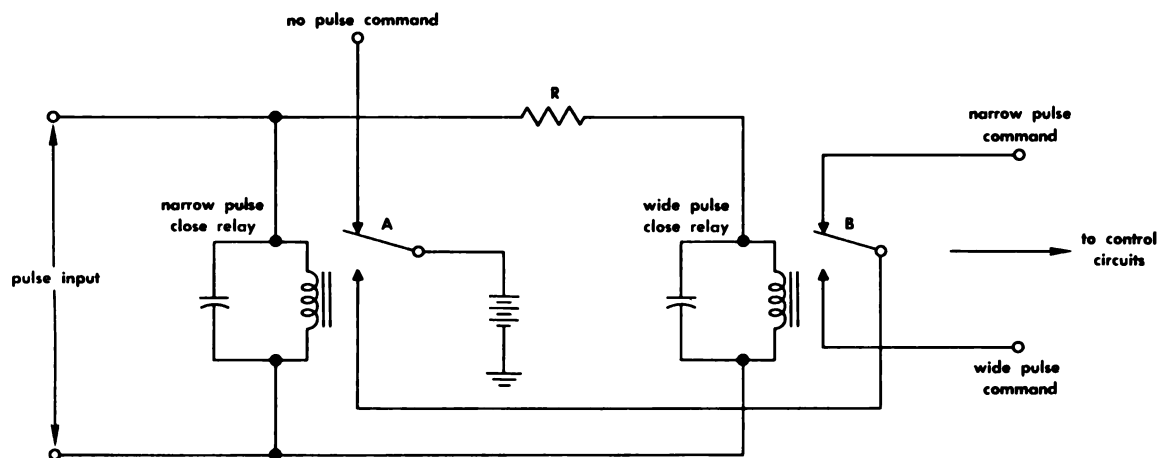 no pulse command
R
narrow pulse
command
narrow pulse
close relay
A
wide pulse
close relay
B
to control
circuits
pulse input
wide pulse
command